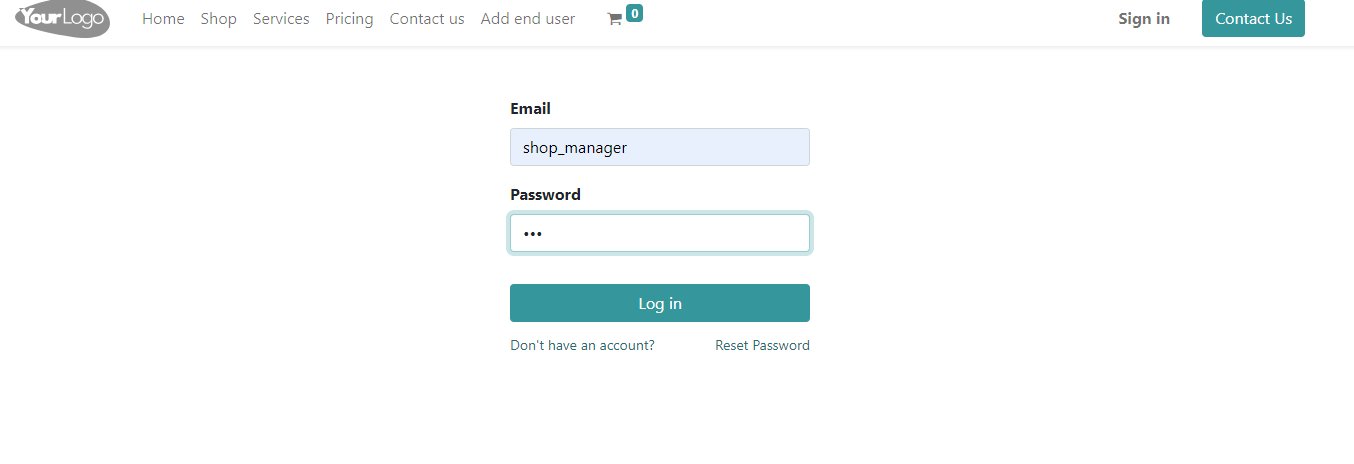 YourLogo Home Shop Services Pricing Contact us Add end user 0 Sign in Contact Us
Email
shop_manager
Password
•••
Log in
Don't have an account? Reset Password